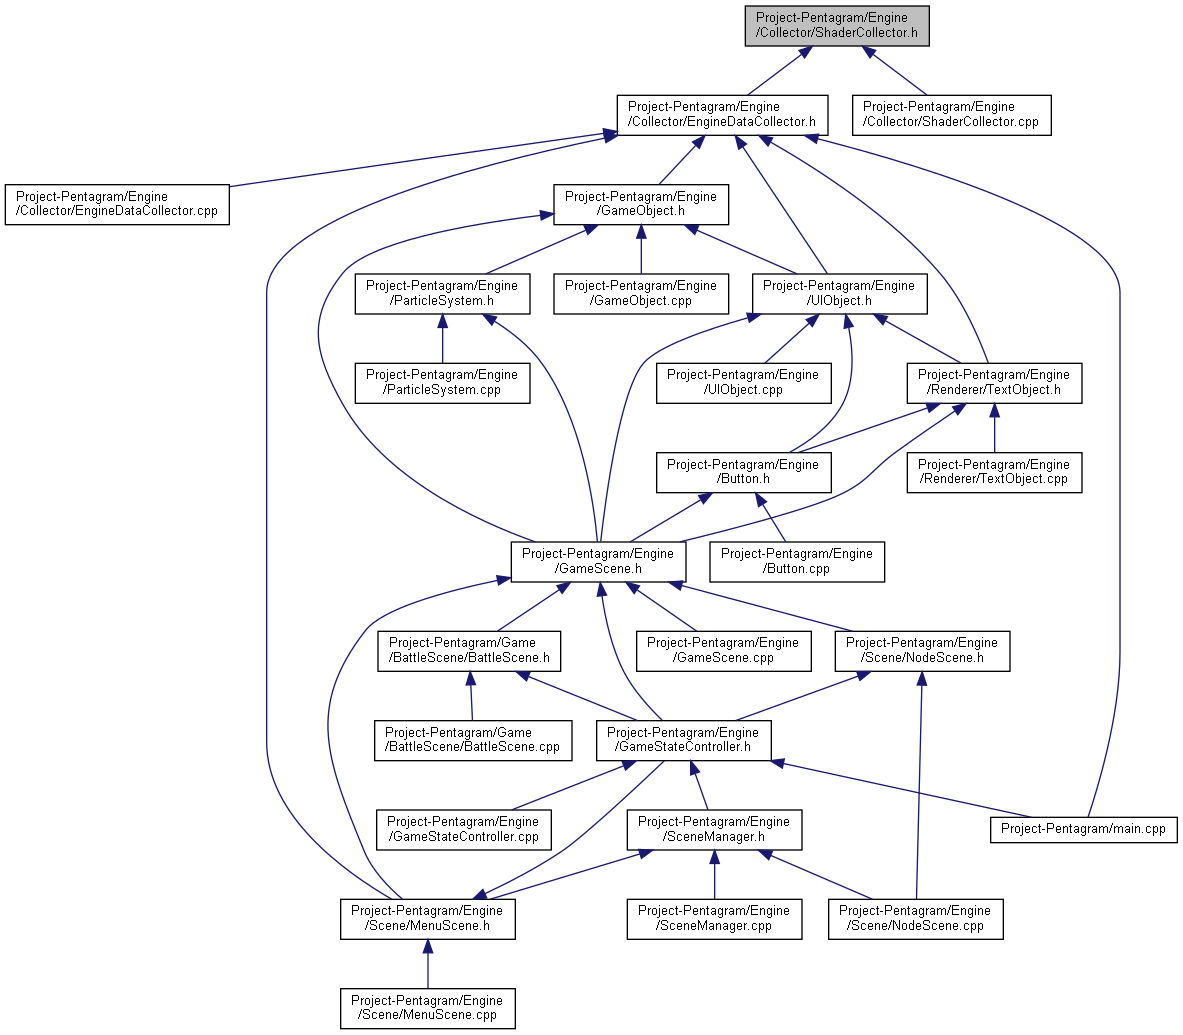 Project-Pentagram/Engine
/Collector/ShaderCollector.h
Project-Pentagram/Engine
/Collector/EngineDataCollector.h
Project-Pentagram/Engine
/Collector/ShaderCollector.cpp
Project-Pentagram/Engine
/Collector/EngineDataCollector.cpp
Project-Pentagram/Engine
/GameObject.h
Project-Pentagram/Engine
/ParticleSystem.h
Project-Pentagram/Engine
/GameObject.cpp
Project-Pentagram/Engine
/UIObject.h
Project-Pentagram/Engine
/ParticleSystem.cpp
Project-Pentagram/Engine
/UIObject.cpp
Project-Pentagram/Engine
/Renderer/TextObject.h
Project-Pentagram/Engine
/Button.h
Project-Pentagram/Engine
/Renderer/TextObject.cpp
Project-Pentagram/Engine
/GameScene.h
Project-Pentagram/Engine
/Button.cpp
Project-Pentagram/Game
/BattleScene/BattleScene.h
Project-Pentagram/Engine
/GameScene.cpp
Project-Pentagram/Engine
/Scene/NodeScene.h
Project-Pentagram/Game
/BattleScene/BattleScene.cpp
Project-Pentagram/Engine
/GameStateController.h
Project-Pentagram/Engine
/GameStateController.cpp
Project-Pentagram/Engine
/SceneManager.h
Project-Pentagram/main.cpp
Project-Pentagram/Engine
/Scene/MenuScene.h
Project-Pentagram/Engine
/SceneManager.cpp
Project-Pentagram/Engine
/Scene/NodeScene.cpp
Project-Pentagram/Engine
/Scene/MenuScene.cpp